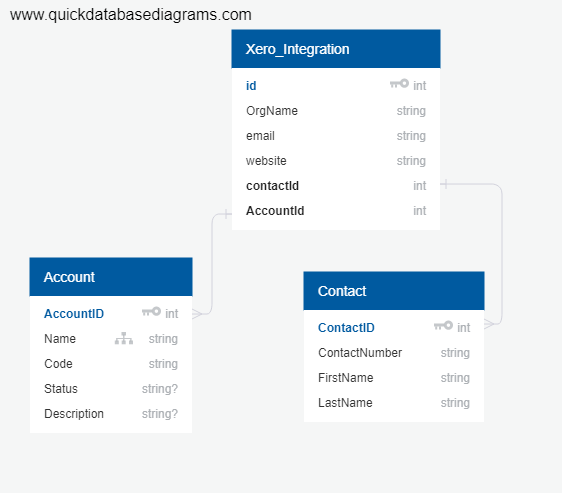 www.quickdatabasediagrams.com
Xero_Integration
id int
OrgName string
email string
website string
contactId int
AccountId int
Account
AccountID int
Name string
Code string
Status string?
Description string?
Contact
ContactID int
ContactNumber string
FirstName string
LastName string